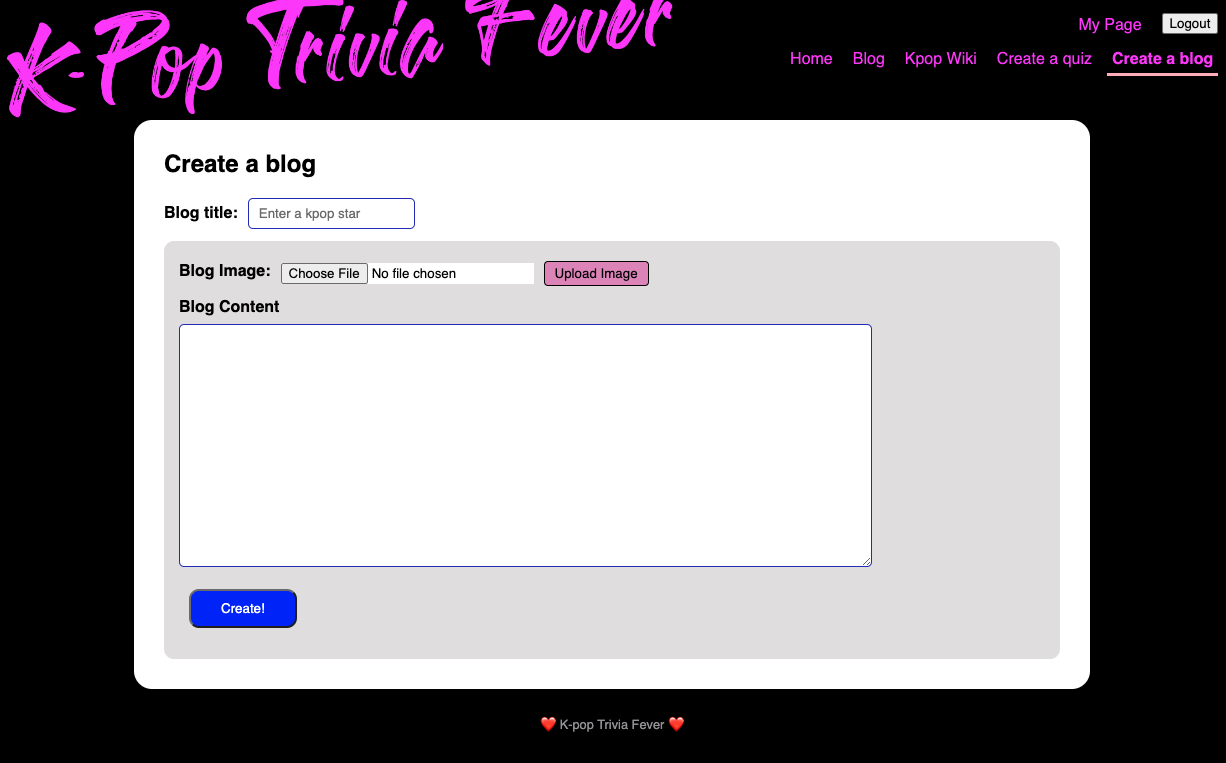 K-Pop Trivia Fever
My Page Logout
Home Blog Kpop Wiki Create a quiz Create a blog
Create a blog
Blog title: Enter a kpop star
Blog Image: Choose File No file chosen Upload Image
Blog Content
Create!
❤️ K-pop Trivia Fever ❤️